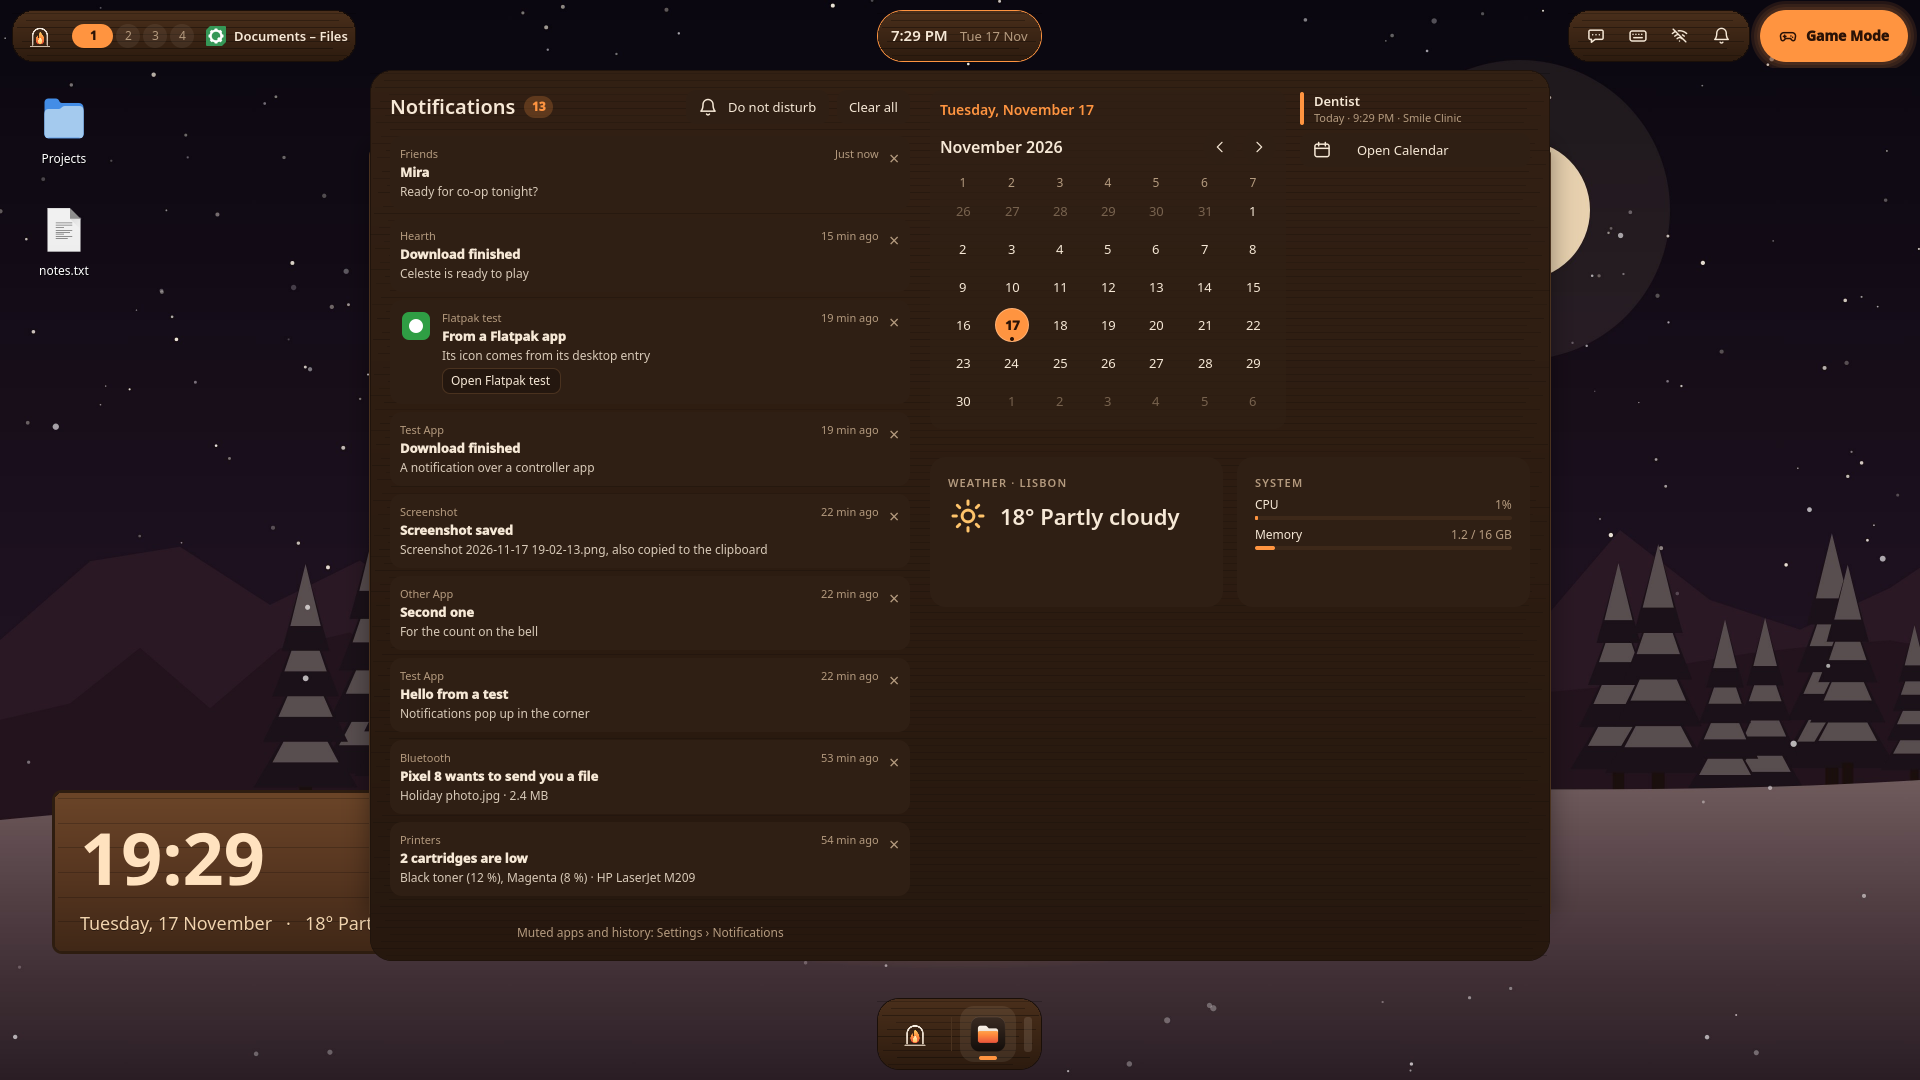 1 2 3 4 Documents – Files
7:29 PM Tue 17 Nov
Game Mode
Projects
notes.txt
Notifications 13 Do not disturb Clear all
Friends Just now
Mira
Ready for co-op tonight?
Hearth 15 min ago
Download finished
Celeste is ready to play
Flatpak test 19 min ago
From a Flatpak app
Its icon comes from its desktop entry
Open Flatpak test
Test App 19 min ago
Download finished
A notification over a controller app
Screenshot 22 min ago
Screenshot saved
Screenshot 2026-11-17 19-02-13.png, also copied to the clipboard
Other App 22 min ago
Second one
For the count on the bell
Test App 22 min ago
Hello from a test
Notifications pop up in the corner
Bluetooth 53 min ago
Pixel 8 wants to send you a file
Holiday photo.jpg · 2.4 MB
Printers 54 min ago
2 cartridges are low
Black toner (12 %), Magenta (8 %) · HP LaserJet M209
Muted apps and history: Settings › Notifications
Tuesday, November 17
November 2026
1 2 3 4 5 6 7
26 27 28 29 30 31 1
2 3 4 5 6 7 8
9 10 11 12 13 14 15
16 17 18 19 20 21 22
23 24 25 26 27 28 29
30 1 2 3 4 5 6
Dentist
Today · 9:29 PM · Smile Clinic
Open Calendar
WEATHER · LISBON
18° Partly cloudy
SYSTEM
CPU 1%
Memory 1.2 / 16 GB
19:29
Tuesday, 17 November · 18° Part